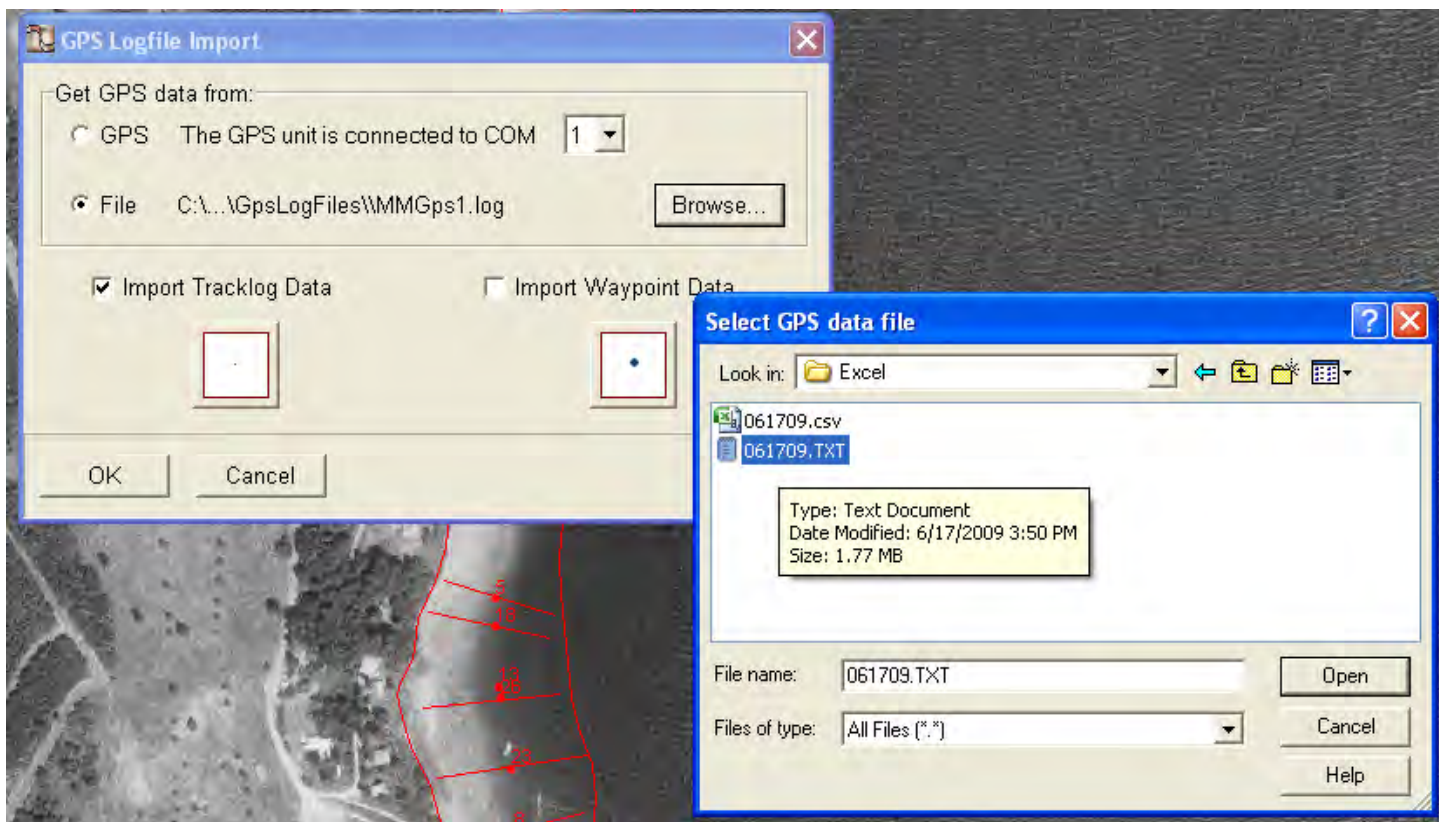 GPS Logfile Import
Get GPS data from:
GPS The GPS unit is connected to COM 1
File C:\...\GpsLogFiles\\MMGps1.log Browse...
Import Tracklog Data Import Waypoint Data
OK Cancel
Select GPS data file
Look in: Excel
061709.csv
061709.TXT
Type: Text Document
Date Modified: 6/17/2009 3:50 PM
Size: 1.77 MB
File name: 061709.TXT Open
Files of type: All Files (*.*) Cancel
Help
18
13
26
23